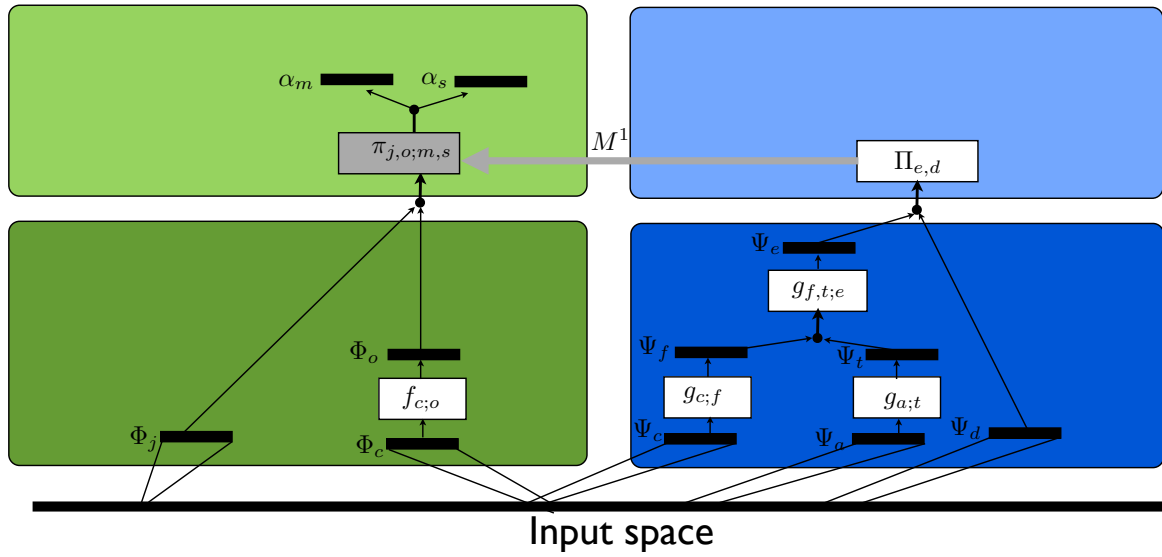 α_m α_s
π_{j,o;m,s} M^1 Π_{e,d}
Ψ_e
g_{f,t;e}
Φ_o Ψ_f Ψ_t
f_{c;o} g_{c;f} g_{a;t}
Φ_j Φ_c Ψ_c Ψ_a Ψ_d
Input space